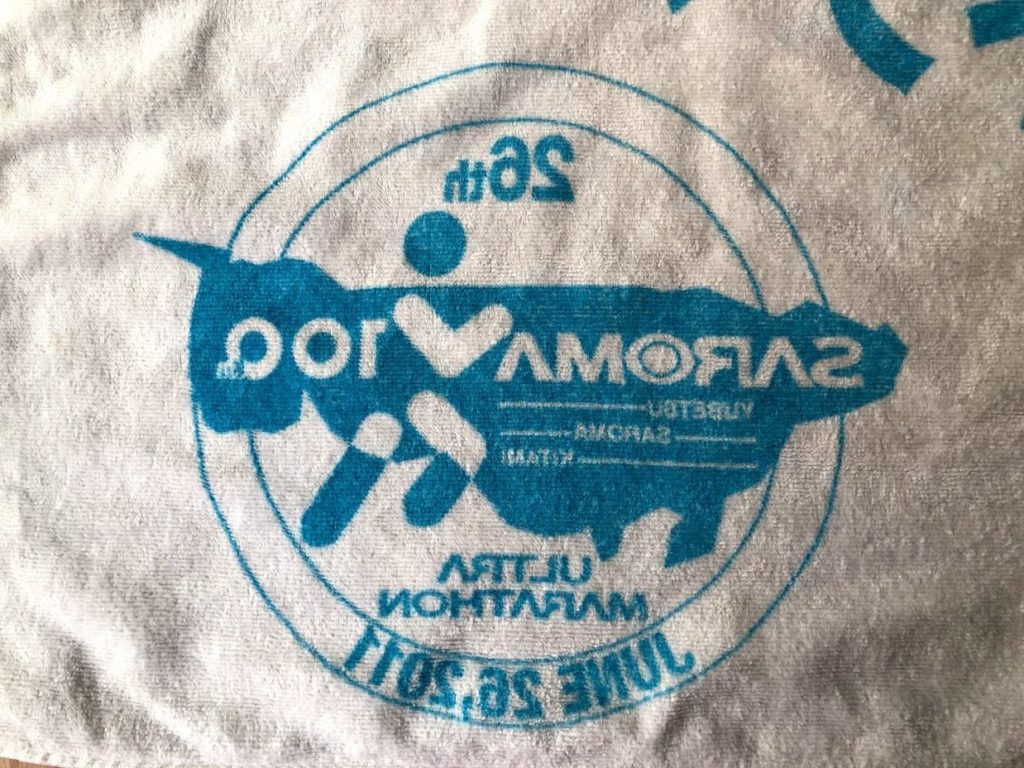 26th
SAROMA 100km
YUBETSU
SAROMA
KITAMI
ULTRA
MARATHON
JUNE 26, 2011